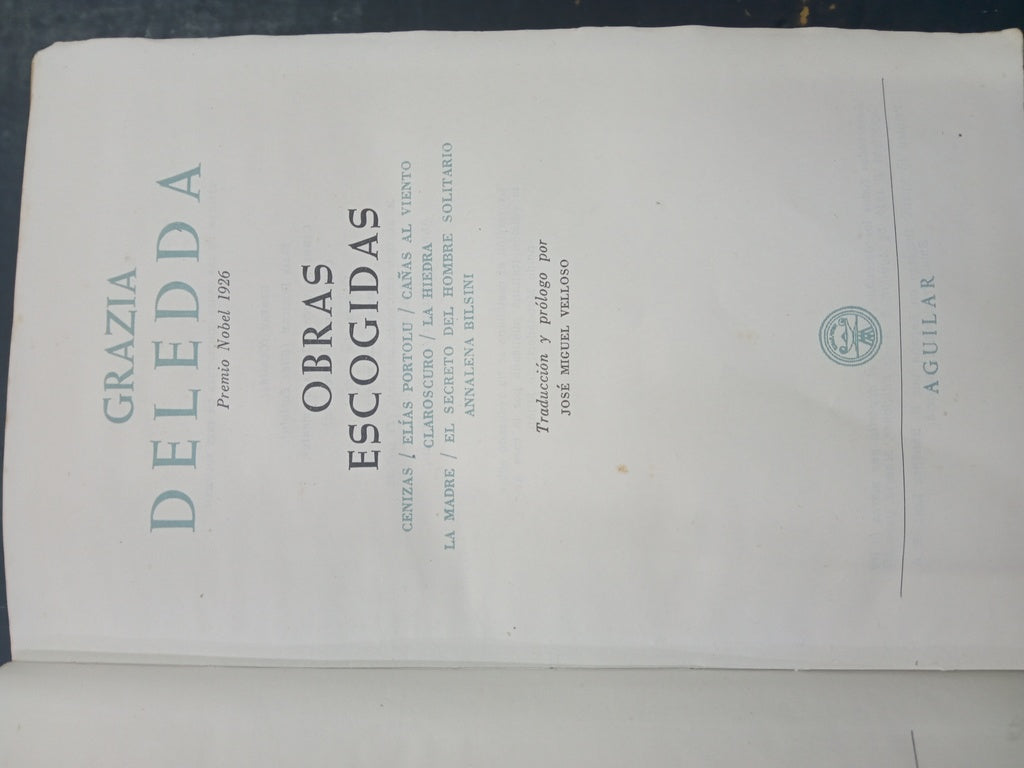 GRAZIA
DELEDDA
Premio Nobel 1926
OBRAS
ESCOGIDAS
CENIZAS / ELÍAS PORTOLU / CAÑAS AL VIENTO
CLAROSCURO / LA HIEDRA
LA MADRE / EL SECRETO DEL HOMBRE SOLITARIO
ANNALENA BILSINI
Traducción y prólogo por
JOSÉ MIGUEL VELLOSO
AGUILAR